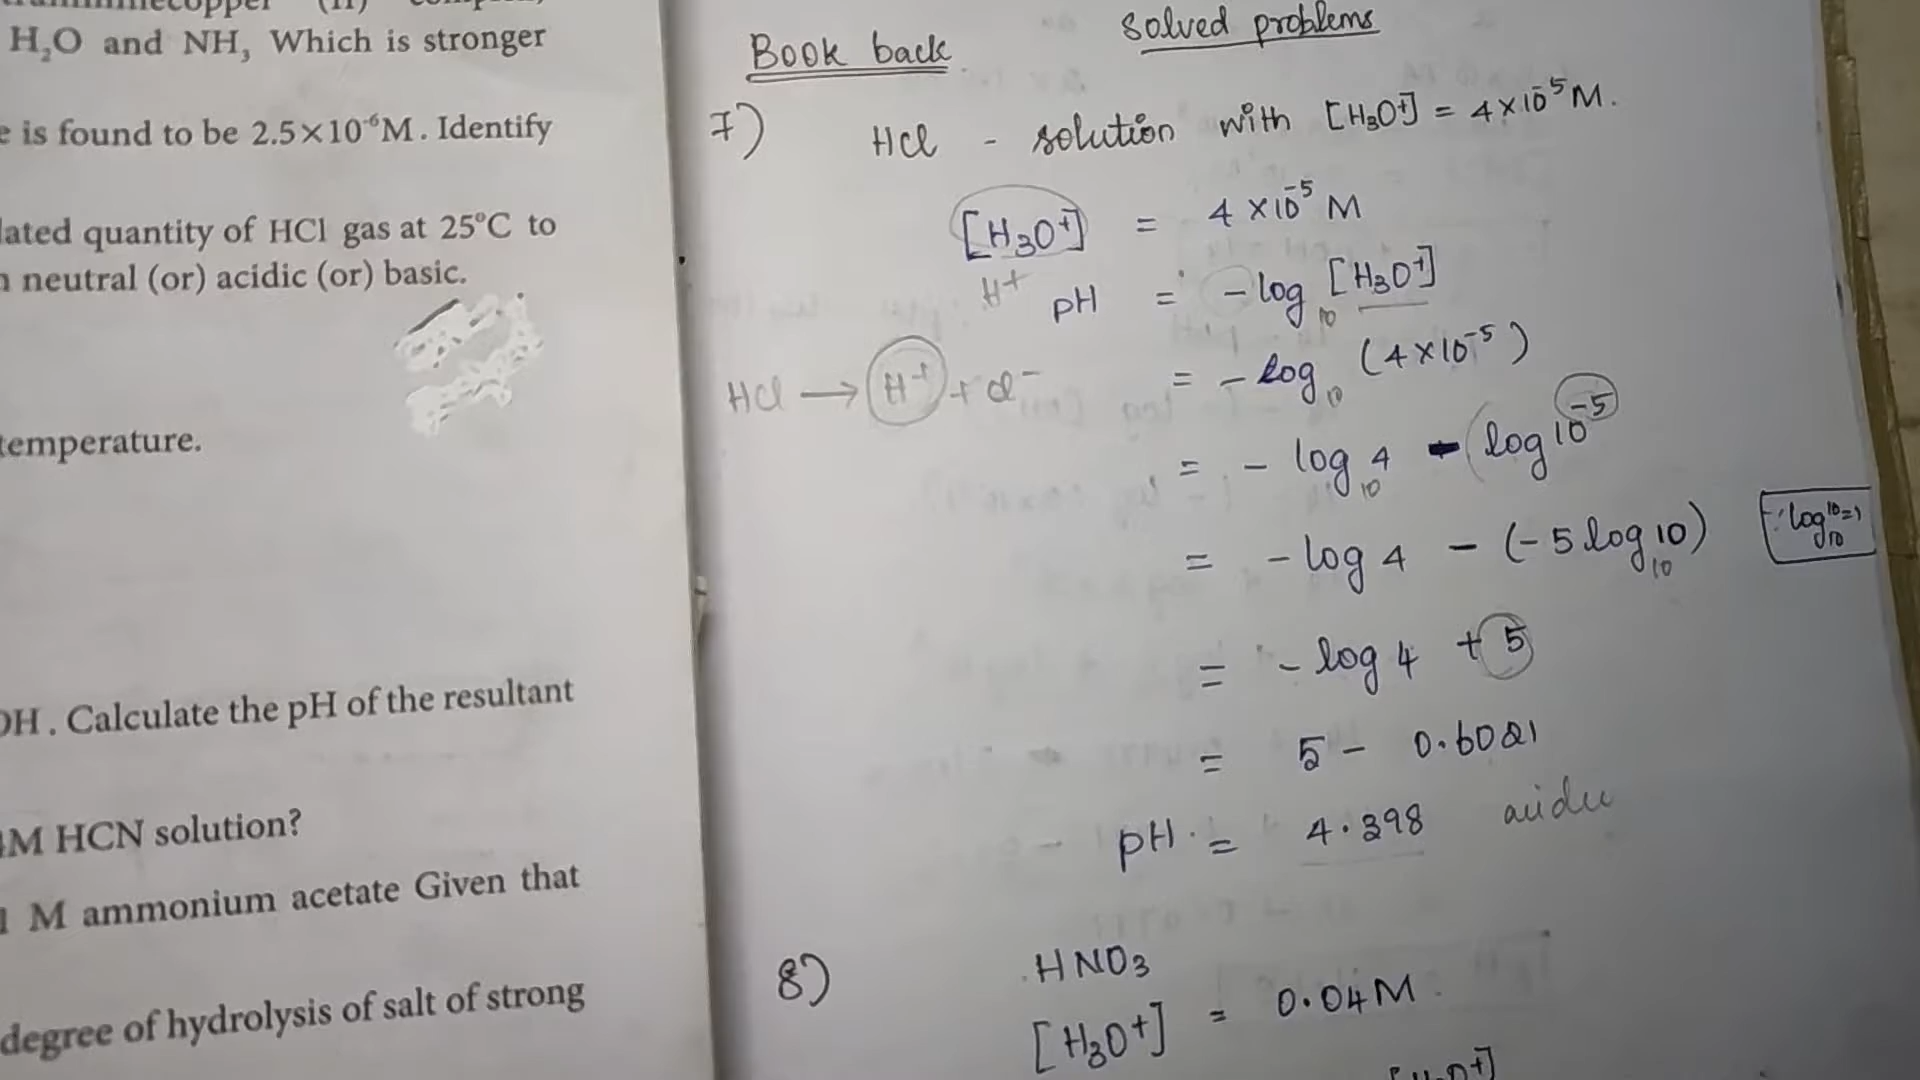 H₂O and NH₃ Which is stronger
is found to be 2.5×10⁻⁶M. Identify
quantity of HCl gas at 25°C to
neutral (or) acidic (or) basic.
temperature.
OH. Calculate the pH of the resultant
M HCN solution?
M ammonium acetate Given that
degree of hydrolysis of salt of strong
Book back
solved problems
7) HCl - solution with [H₃O⁺] = 4×10⁻⁵M.
[H₃O⁺] = 4×10⁻⁵ M
H⁺
pH = -log₁₀ [H₃O⁺]
HCl → H⁺ + Cl⁻
= -log₁₀ (4×10⁻⁵)
= - log₁₀ 4 - (log 10⁻⁵
= - log 4 - (-5 log₁₀ 10)
∵ log₁₀ 10 = 1
= - log 4 + 5
= 5 - 0.6021
pH = 4.398
8) HNO₃
[H₃O⁺] = 0.04M.